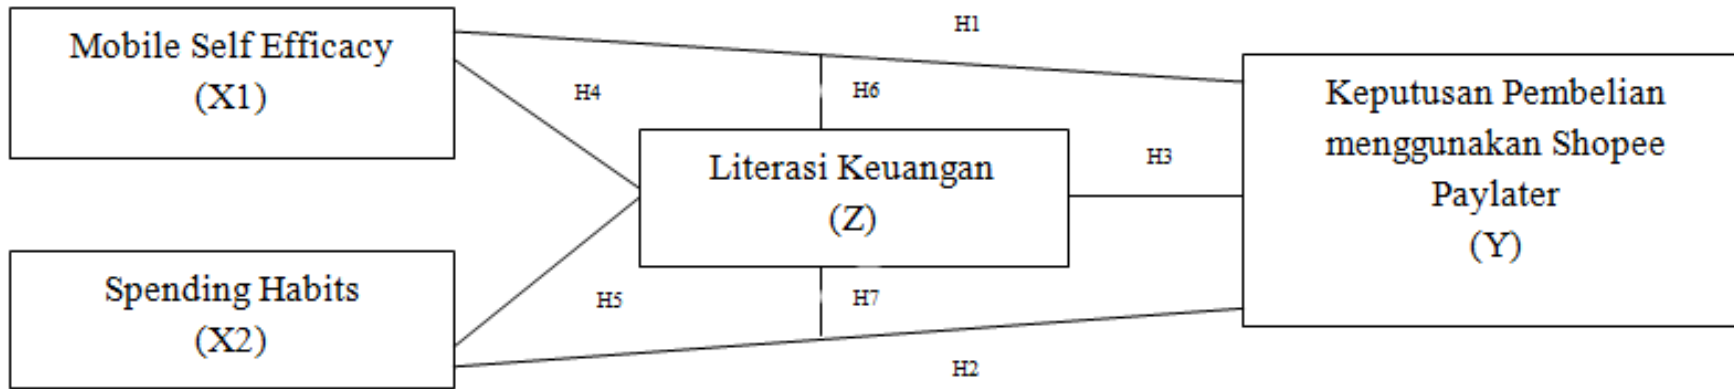 H1
Mobile Self Efficacy
(X1)
H4
H6
Keputusan Pembelian
menggunakan Shopee
Paylater
(Y)
Literasi Keuangan
(Z)
H3
Spending Habits
(X2)
H5
H7
H2